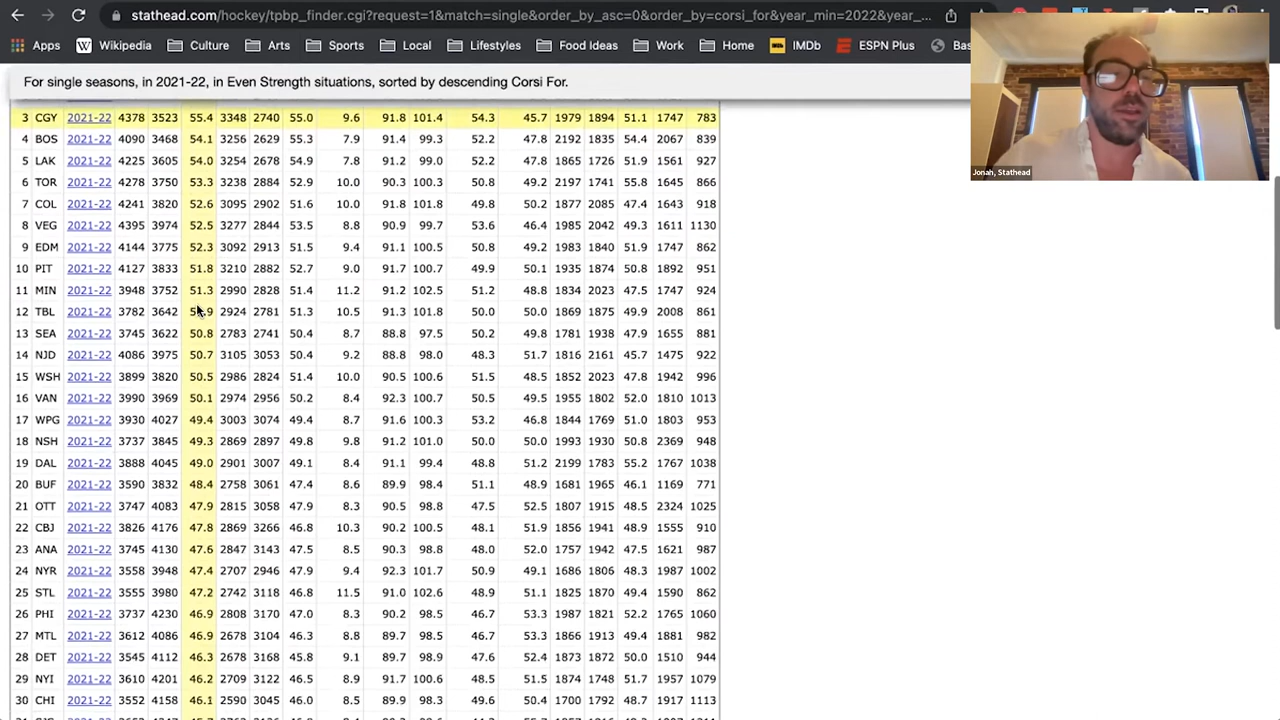 stathead.com/hockey/tpbp_finder.cgi?request=1&match=single&order_by_asc=0&order_by=corsi_for&year_min=2022&year_...
Apps Wikipedia Culture Arts Sports Local Lifestyles Food Ideas Work Home IMDb ESPN Plus Bas
For single seasons, in 2021-22, in Even Strength situations, sorted by descending Corsi For.
Jonah, Stathead
3 CGY 2021-22 4378 3523 55.4 3348 2740 55.0 9.6 91.8 101.4 54.3 45.7 1979 1894 51.1 1747 783
4 BOS 2021-22 4090 3468 54.1 3256 2629 55.3 7.9 91.4 99.3 52.2 47.8 2192 1835 54.4 2067 839
5 LAK 2021-22 4225 3605 54.0 3254 2678 54.9 7.8 91.2 99.0 52.2 47.8 1865 1726 51.9 1561 927
6 TOR 2021-22 4278 3750 53.3 3238 2884 52.9 10.0 90.3 100.3 50.8 49.2 2197 1741 55.8 1645 866
7 COL 2021-22 4241 3820 52.6 3095 2902 51.6 10.0 91.8 101.8 49.8 50.2 1877 2085 47.4 1643 918
8 VEG 2021-22 4395 3974 52.5 3277 2844 53.5 8.8 90.9 99.7 53.6 46.4 1985 2042 49.3 1611 1130
9 EDM 2021-22 4144 3775 52.3 3092 2913 51.5 9.4 91.1 100.5 50.8 49.2 1983 1840 51.9 1747 862
10 PIT 2021-22 4127 3833 51.8 3210 2882 52.7 9.0 91.7 100.7 49.9 50.1 1935 1874 50.8 1892 951
11 MIN 2021-22 3948 3752 51.3 2990 2828 51.4 11.2 91.2 102.5 51.2 48.8 1834 2023 47.5 1747 924
12 TBL 2021-22 3782 3642 2924 2781 51.3 10.5 91.3 101.8 50.0 50.0 1869 1875 49.9 2008 861
13 SEA 2021-22 3745 3622 50.8 2783 2741 50.4 8.7 88.8 97.5 50.2 49.8 1781 1938 47.9 1655 881
14 NJD 2021-22 4086 3975 50.7 3105 3053 50.4 9.2 88.8 98.0 48.3 51.7 1816 2161 45.7 1475 922
15 WSH 2021-22 3899 3820 50.5 2986 2824 51.4 10.0 90.5 100.6 51.5 48.5 1852 2023 47.8 1942 996
16 VAN 2021-22 3990 3969 50.1 2974 2956 50.2 8.4 92.3 100.7 50.5 49.5 1955 1802 52.0 1810 1013
17 WPG 2021-22 3930 4027 49.4 3003 3074 49.4 8.7 91.6 100.3 53.2 46.8 1844 1769 51.0 1803 953
18 NSH 2021-22 3737 3845 49.3 2869 2897 49.8 9.8 91.2 101.0 50.0 50.0 1993 1930 50.8 2369 948
19 DAL 2021-22 3888 4045 49.0 2901 3007 49.1 8.4 91.1 99.4 48.8 51.2 2199 1783 55.2 1767 1038
20 BUF 2021-22 3590 3832 48.4 2758 3061 47.4 8.6 89.9 98.4 51.1 48.9 1681 1965 46.1 1169 771
21 OTT 2021-22 3747 4083 47.9 2815 3058 47.9 8.3 90.5 98.8 47.5 52.5 1807 1915 48.5 2324 1025
22 CBJ 2021-22 3826 4176 47.8 2869 3266 46.8 10.3 90.2 100.5 48.1 51.9 1856 1941 48.9 1555 910
23 ANA 2021-22 3745 4130 47.6 2847 3143 47.5 8.5 90.3 98.8 48.0 52.0 1757 1942 47.5 1621 987
24 NYR 2021-22 3558 3948 47.4 2707 2946 47.9 9.4 92.3 101.7 50.9 49.1 1686 1806 48.3 1987 1002
25 STL 2021-22 3555 3980 47.2 2742 3118 46.8 11.5 91.0 102.6 48.9 51.1 1825 1870 49.4 1590 862
26 PHI 2021-22 3737 4230 46.9 2808 3170 47.0 8.3 90.2 98.5 46.7 53.3 1987 1821 52.2 1765 1060
27 MTL 2021-22 3612 4086 46.9 2678 3104 46.3 8.8 89.7 98.5 46.7 53.3 1866 1913 49.4 1881 982
28 DET 2021-22 3545 4112 46.3 2678 3168 45.8 9.1 89.7 98.9 47.6 52.4 1873 1872 50.0 1510 944
29 NYI 2021-22 3610 4201 46.2 2709 3122 46.5 8.9 91.7 100.6 48.5 51.5 1874 1748 51.7 1957 1079
30 CHI 2021-22 3552 4158 46.1 2590 3045 46.0 8.5 89.9 98.3 49.6 50.4 1700 1792 48.7 1917 1113